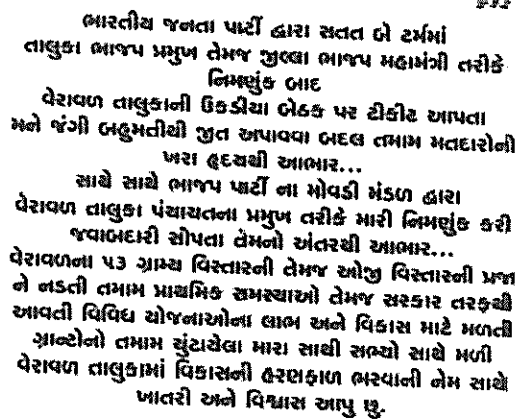 ભારતીય જનતા પાર્ટી દ્વારા સતત બે ટર્મમાં
તાલુકા ભાજપ પ્રમુખ તેમજ જીલ્લા ભાજપ મહામંત્રી તરીકે
નિમણુંક બાદ
વેરાવળ તાલુકાની ઉકડીયા બેઠક પર ટીકીટ આપતા
મને જંગી બહુમતીથી જીત અપાવવા બદલ તમામ મતદારોની
ખરા હૃદયથી આભાર...
સાથે સાથે ભાજપ પાર્ટી ના મોવડી મંડળ દ્વારા
વેરાવળ તાલુકા પંચાયતના પ્રમુખ તરીકે મારી નિમણુંક કરી
જવાબદારી સોપતા તેમનો અંતરથી આભાર...
વેરાવળના ૫૩ ગ્રામ્ય વિસ્તારની તેમજ ઓજી વિસ્તારની પ્રજા
ને નડતી તમામ પ્રાથમિક સમસ્યાઓ તેમજ સરકાર તરફથી
આવતી વિવિધ યોજનાઓના લાભ અને વિકાસ માટે મળતી
ગ્રાન્ટોનો તમામ ચુંટાયેલા મારા સાથી સભ્યો સાથે મળી
વેરાવળ તાલુકામાં વિકાસની હરણફાળ ભરવાની નેમ સાથે
ખાતરી અને વિશ્વાસ આપુ છુ.